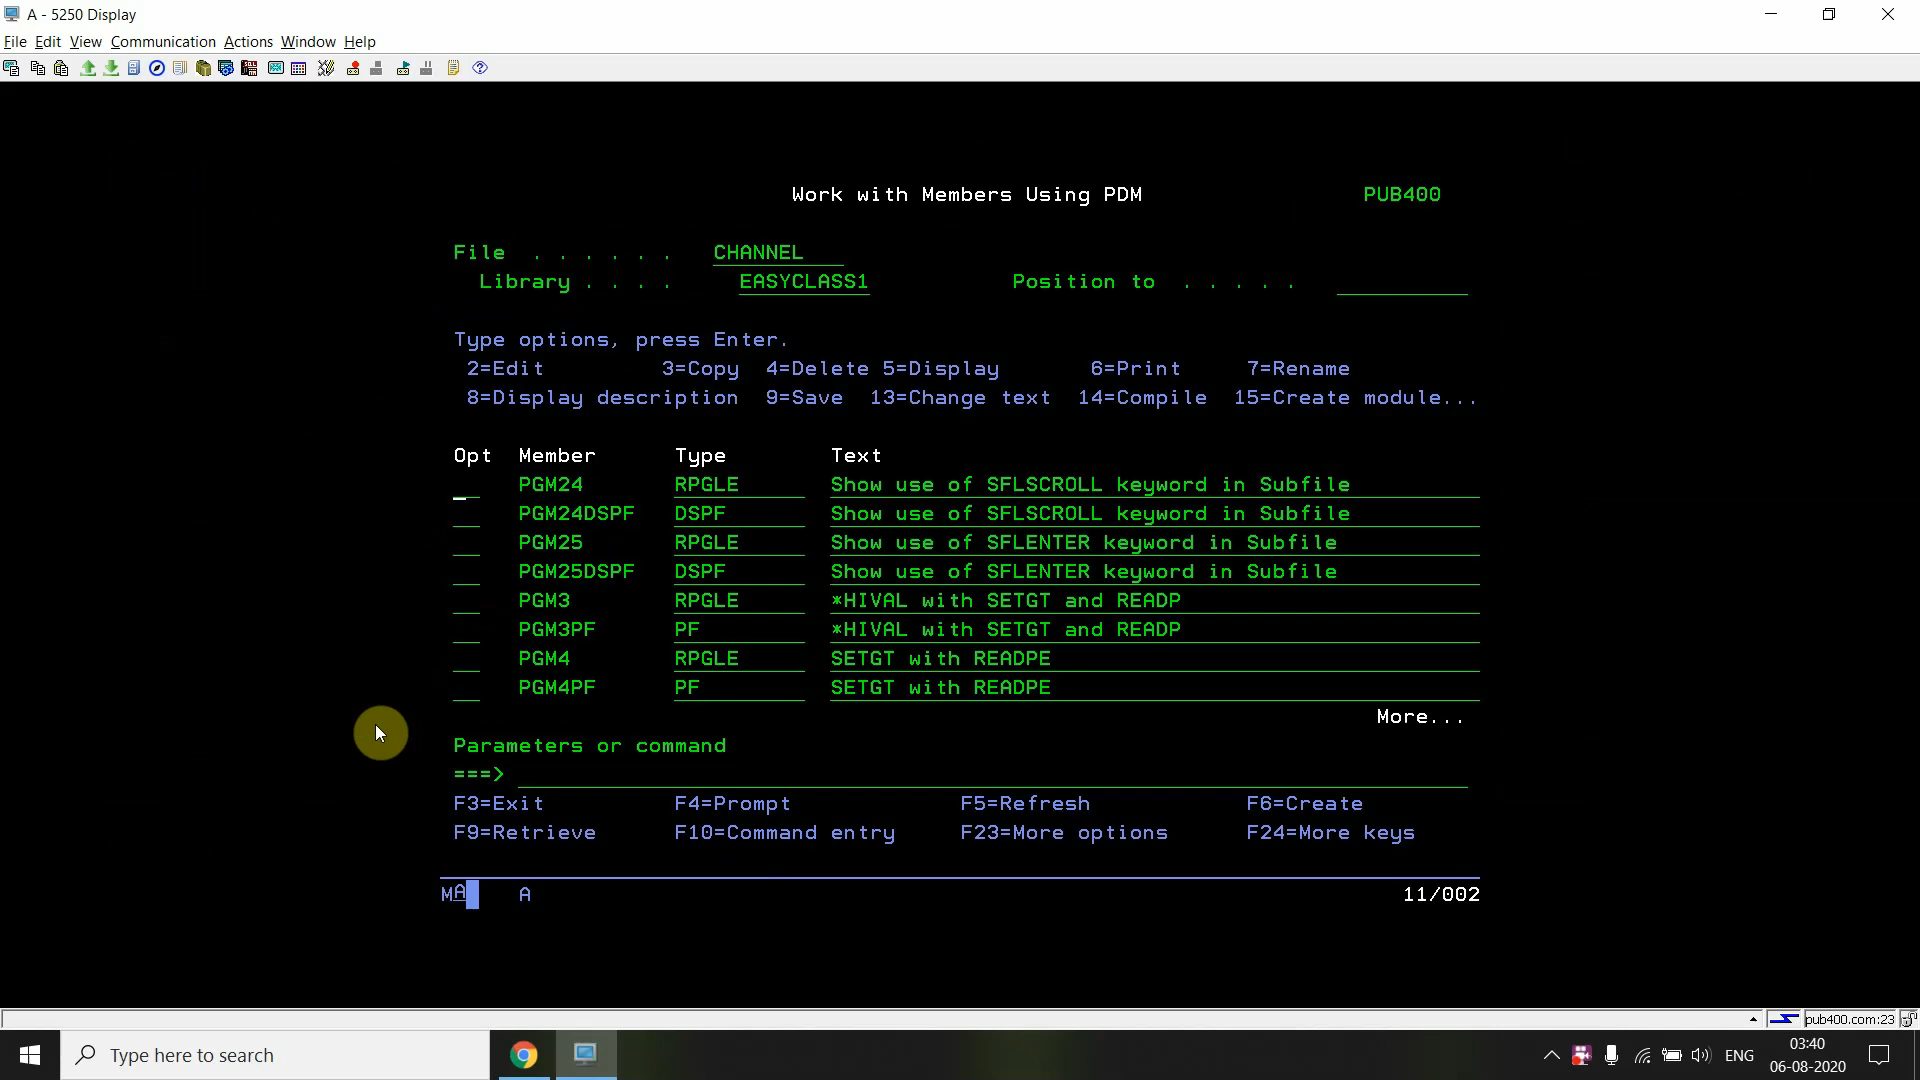 A - 5250 Display
File Edit View Communication Actions Window Help
Work with Members Using PDM PUB400
File . . . . . . CHANNEL
Library . . . . EASYCLASS1 Position to . . . . .
Type options, press Enter.
2=Edit 3=Copy 4=Delete 5=Display 6=Print 7=Rename
8=Display description 9=Save 13=Change text 14=Compile 15=Create module...
Opt Member Type Text
PGM24 RPGLE Show use of SFLSCROLL keyword in Subfile
PGM24DSPF DSPF Show use of SFLSCROLL keyword in Subfile
PGM25 RPGLE Show use of SFLENTER keyword in Subfile
PGM25DSPF DSPF Show use of SFLENTER keyword in Subfile
PGM3 RPGLE *HIVAL with SETGT and READP
PGM3PF PF *HIVAL with SETGT and READP
PGM4 RPGLE SETGT with READPE
PGM4PF PF SETGT with READPE
More...
Parameters or command
===>
F3=Exit F4=Prompt F5=Refresh F6=Create
F9=Retrieve F10=Command entry F23=More options F24=More keys
MA A 11/002
pub400.com:23
Type here to search
ENG
03:40
06-08-2020